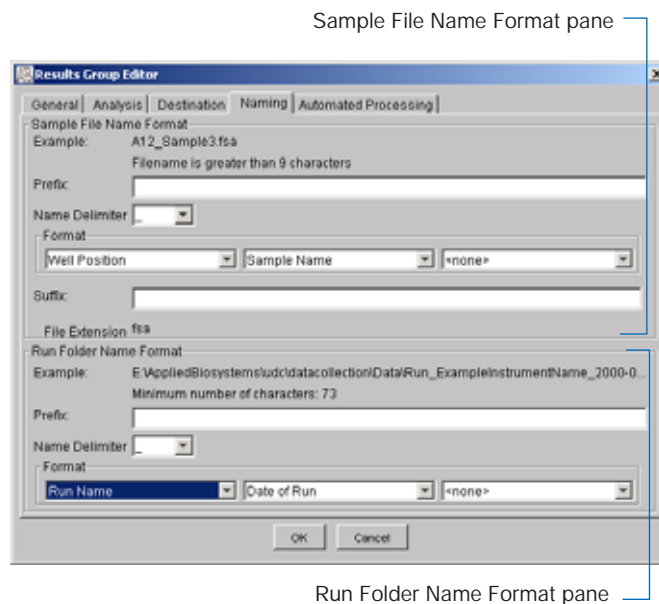 Sample File Name Format pane
Results Group Editor
General Analysis Destination Naming Automated Processing
Sample File Name Format
Example: A12_Sample3.fsa
Filename is greater than 9 characters
Prefix:
Name Delimiter _
Format
Well Position Sample Name <none>
Suffix:
File Extension fsa
Run Folder Name Format
Example: E:\AppliedBiosystems\udc\datacollection\Data\Run_ExampleInstrumentName_2000-0...
Minimum number of characters: 73
Prefix:
Name Delimiter _
Format
Run Name Date of Run <none>
OK Cancel
Run Folder Name Format pane